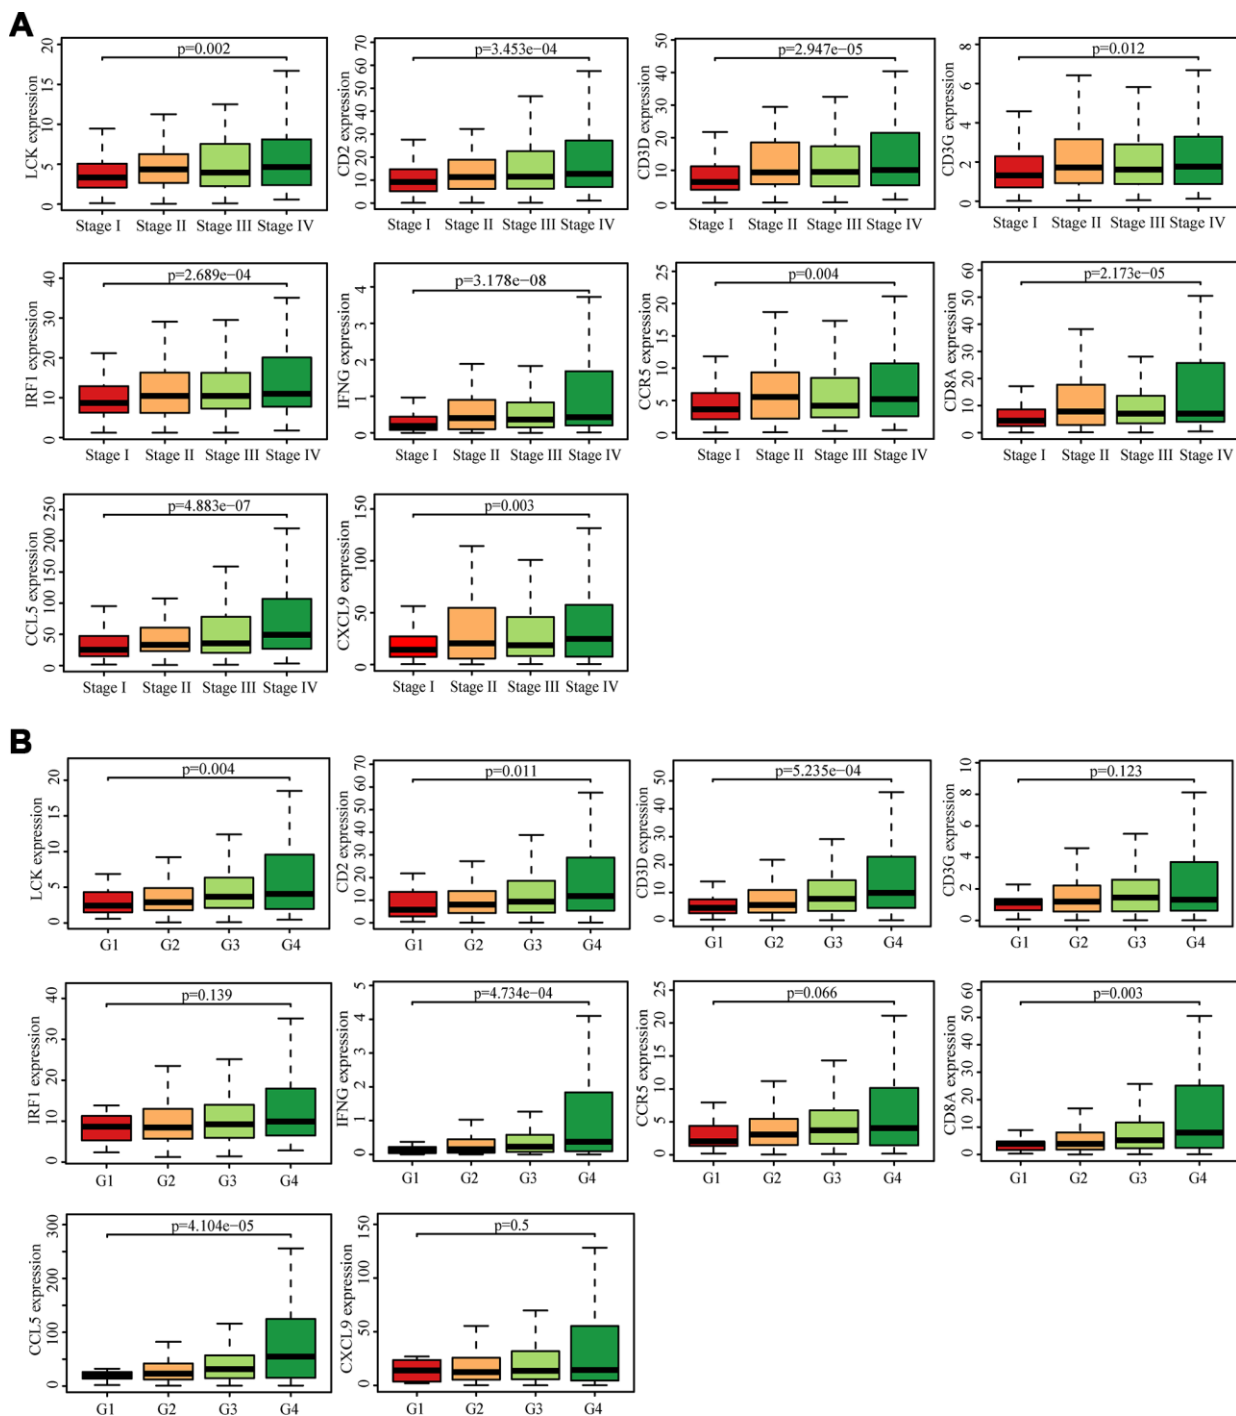 A
LCK expression
20
15
10
5
0
p=0.002
Stage I Stage II Stage III Stage IV
CD2 expression
70
60
50
40
30
20
10
0
p=3.453e−04
Stage I Stage II Stage III Stage IV
CD3D expression
50
40
30
20
10
0
p=2.947e−05
Stage I Stage II Stage III Stage IV
CD3G expression
8
6
4
2
0
p=0.012
Stage I Stage II Stage III Stage IV
IRF1 expression
40
30
20
10
0
p=2.689e−04
Stage I Stage II Stage III Stage IV
IFNG expression
4
3
2
1
0
p=3.178e−08
Stage I Stage II Stage III Stage IV
CCR5 expression
25
20
15
10
5
0
p=0.004
Stage I Stage II Stage III Stage IV
CD8A expression
60
50
40
30
20
10
0
p=2.173e−05
Stage I Stage II Stage III Stage IV
CCL5 expression
250
200
150
100
50
0
p=4.883e−07
Stage I Stage II Stage III Stage IV
CXCL9 expression
150
100
50
0
p=0.003
Stage I Stage II Stage III Stage IV
B
LCK expression
20
15
10
5
0
p=0.004
G1 G2 G3 G4
CD2 expression
70
60
50
40
30
20
10
0
p=0.011
G1 G2 G3 G4
CD3D expression
50
40
30
20
10
0
p=5.235e−04
G1 G2 G3 G4
CD3G expression
10
8
6
4
2
0
p=0.123
G1 G2 G3 G4
IRF1 expression
40
30
20
10
0
p=0.139
G1 G2 G3 G4
IFNG expression
5
4
3
2
1
0
p=4.734e−04
G1 G2 G3 G4
CCR5 expression
25
20
15
10
5
0
p=0.066
G1 G2 G3 G4
CD8A expression
60
50
40
30
20
10
0
p=0.003
G1 G2 G3 G4
CCL5 expression
300
200
100
0
p=4.104e−05
G1 G2 G3 G4
CXCL9 expression
150
100
50
0
p=0.5
G1 G2 G3 G4